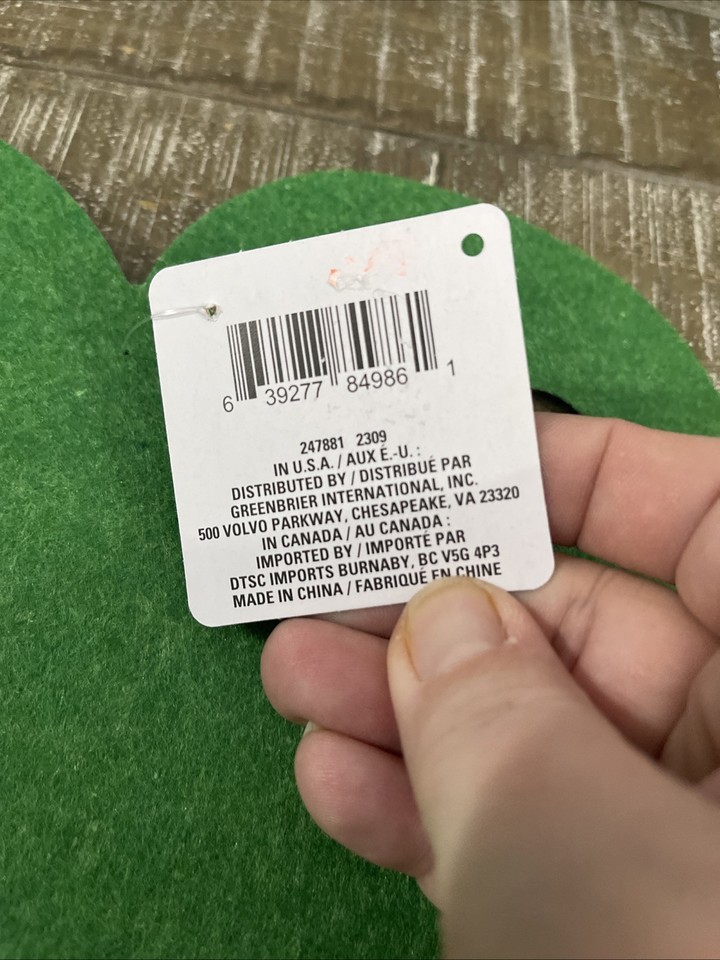 6 39277 84986 1
247881 2309
IN U.S.A. / AUX É.-U. :
DISTRIBUTED BY / DISTRIBUÉ PAR
GREENBRIER INTERNATIONAL, INC.
500 VOLVO PARKWAY, CHESAPEAKE, VA 23320
IN CANADA / AU CANADA :
IMPORTED BY / IMPORTÉ PAR
DTSC IMPORTS BURNABY, BC V5G 4P3
MADE IN CHINA / FABRIQUÉ EN CHINE